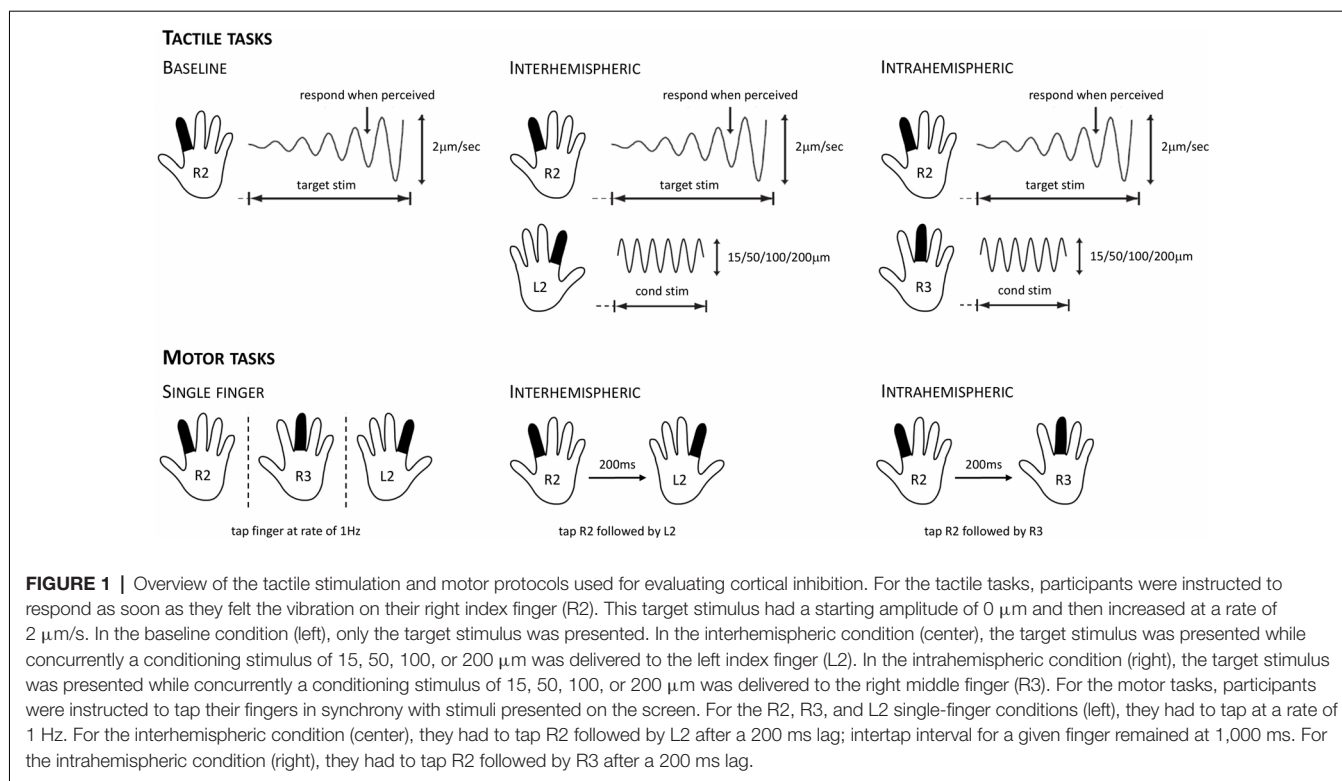 TACTILE TASKS
BASELINE
respond when perceived
R2
2µm/sec
target stim
INTERHEMISPHERIC
respond when perceived
R2
2µm/sec
target stim
L2
15/50/100/200µm
cond stim
INTRAHEMISPHERIC
respond when perceived
R2
2µm/sec
target stim
R3
15/50/100/200µm
cond stim
MOTOR TASKS
SINGLE FINGER
R2
R3
L2
tap finger at rate of 1Hz
INTERHEMISPHERIC
R2
200ms
L2
tap R2 followed by L2
INTRAHEMISPHERIC
R2
200ms
R3
tap R2 followed by R3
FIGURE 1 | Overview of the tactile stimulation and motor protocols used for evaluating cortical inhibition. For the tactile tasks, participants were instructed to
respond as soon as they felt the vibration on their right index finger (R2). This target stimulus had a starting amplitude of 0 µm and then increased at a rate of
2 µm/s. In the baseline condition (left), only the target stimulus was presented. In the interhemispheric condition (center), the target stimulus was presented while
concurrently a conditioning stimulus of 15, 50, 100, or 200 µm was delivered to the left index finger (L2). In the intrahemispheric condition (right), the target stimulus
was presented while concurrently a conditioning stimulus of 15, 50, 100, or 200 µm was delivered to the right middle finger (R3). For the motor tasks, participants
were instructed to tap their fingers in synchrony with stimuli presented on the screen. For the R2, R3, and L2 single-finger conditions (left), they had to tap at a rate of
1 Hz. For the interhemispheric condition (center), they had to tap R2 followed by L2 after a 200 ms lag; intertap interval for a given finger remained at 1,000 ms. For
the intrahemispheric condition (right), they had to tap R2 followed by R3 after a 200 ms lag.